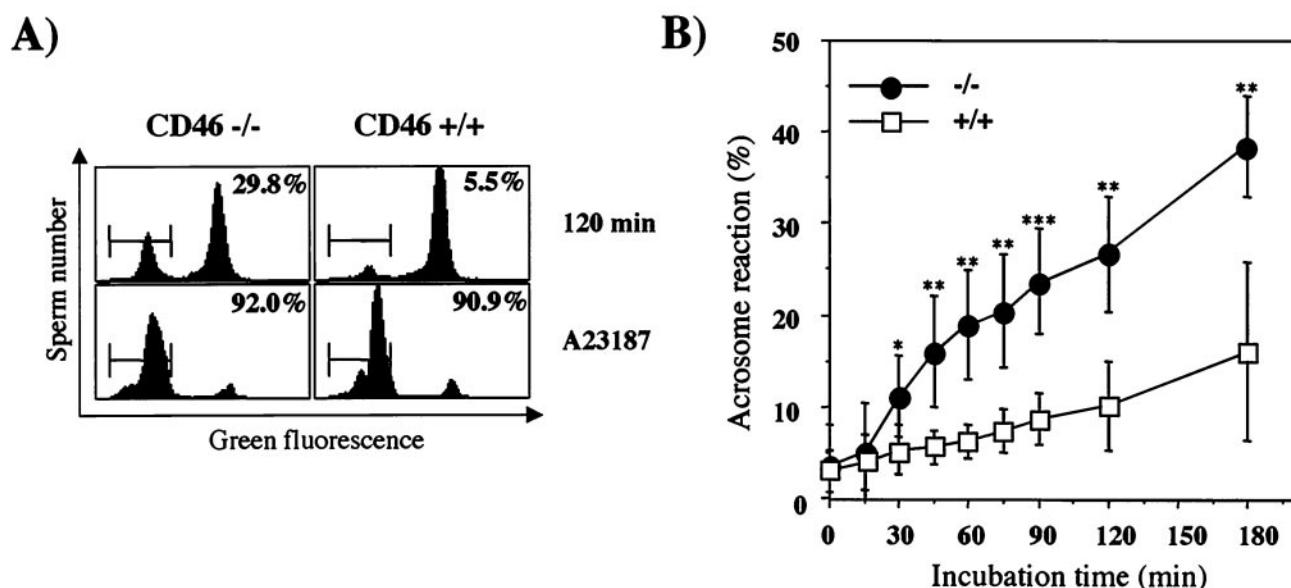 A)
CD46 -/- CD46 +/+
29.8% 5.5% 120 min
92.0% 90.9% A23187
Sperm number
Green fluorescence
B)
50
40
30
20
10
0
Acrosome reaction (%)
-/-
+/+
* ** ** ** *** ** **
0 30 60 90 120 150 180
Incubation time (min)